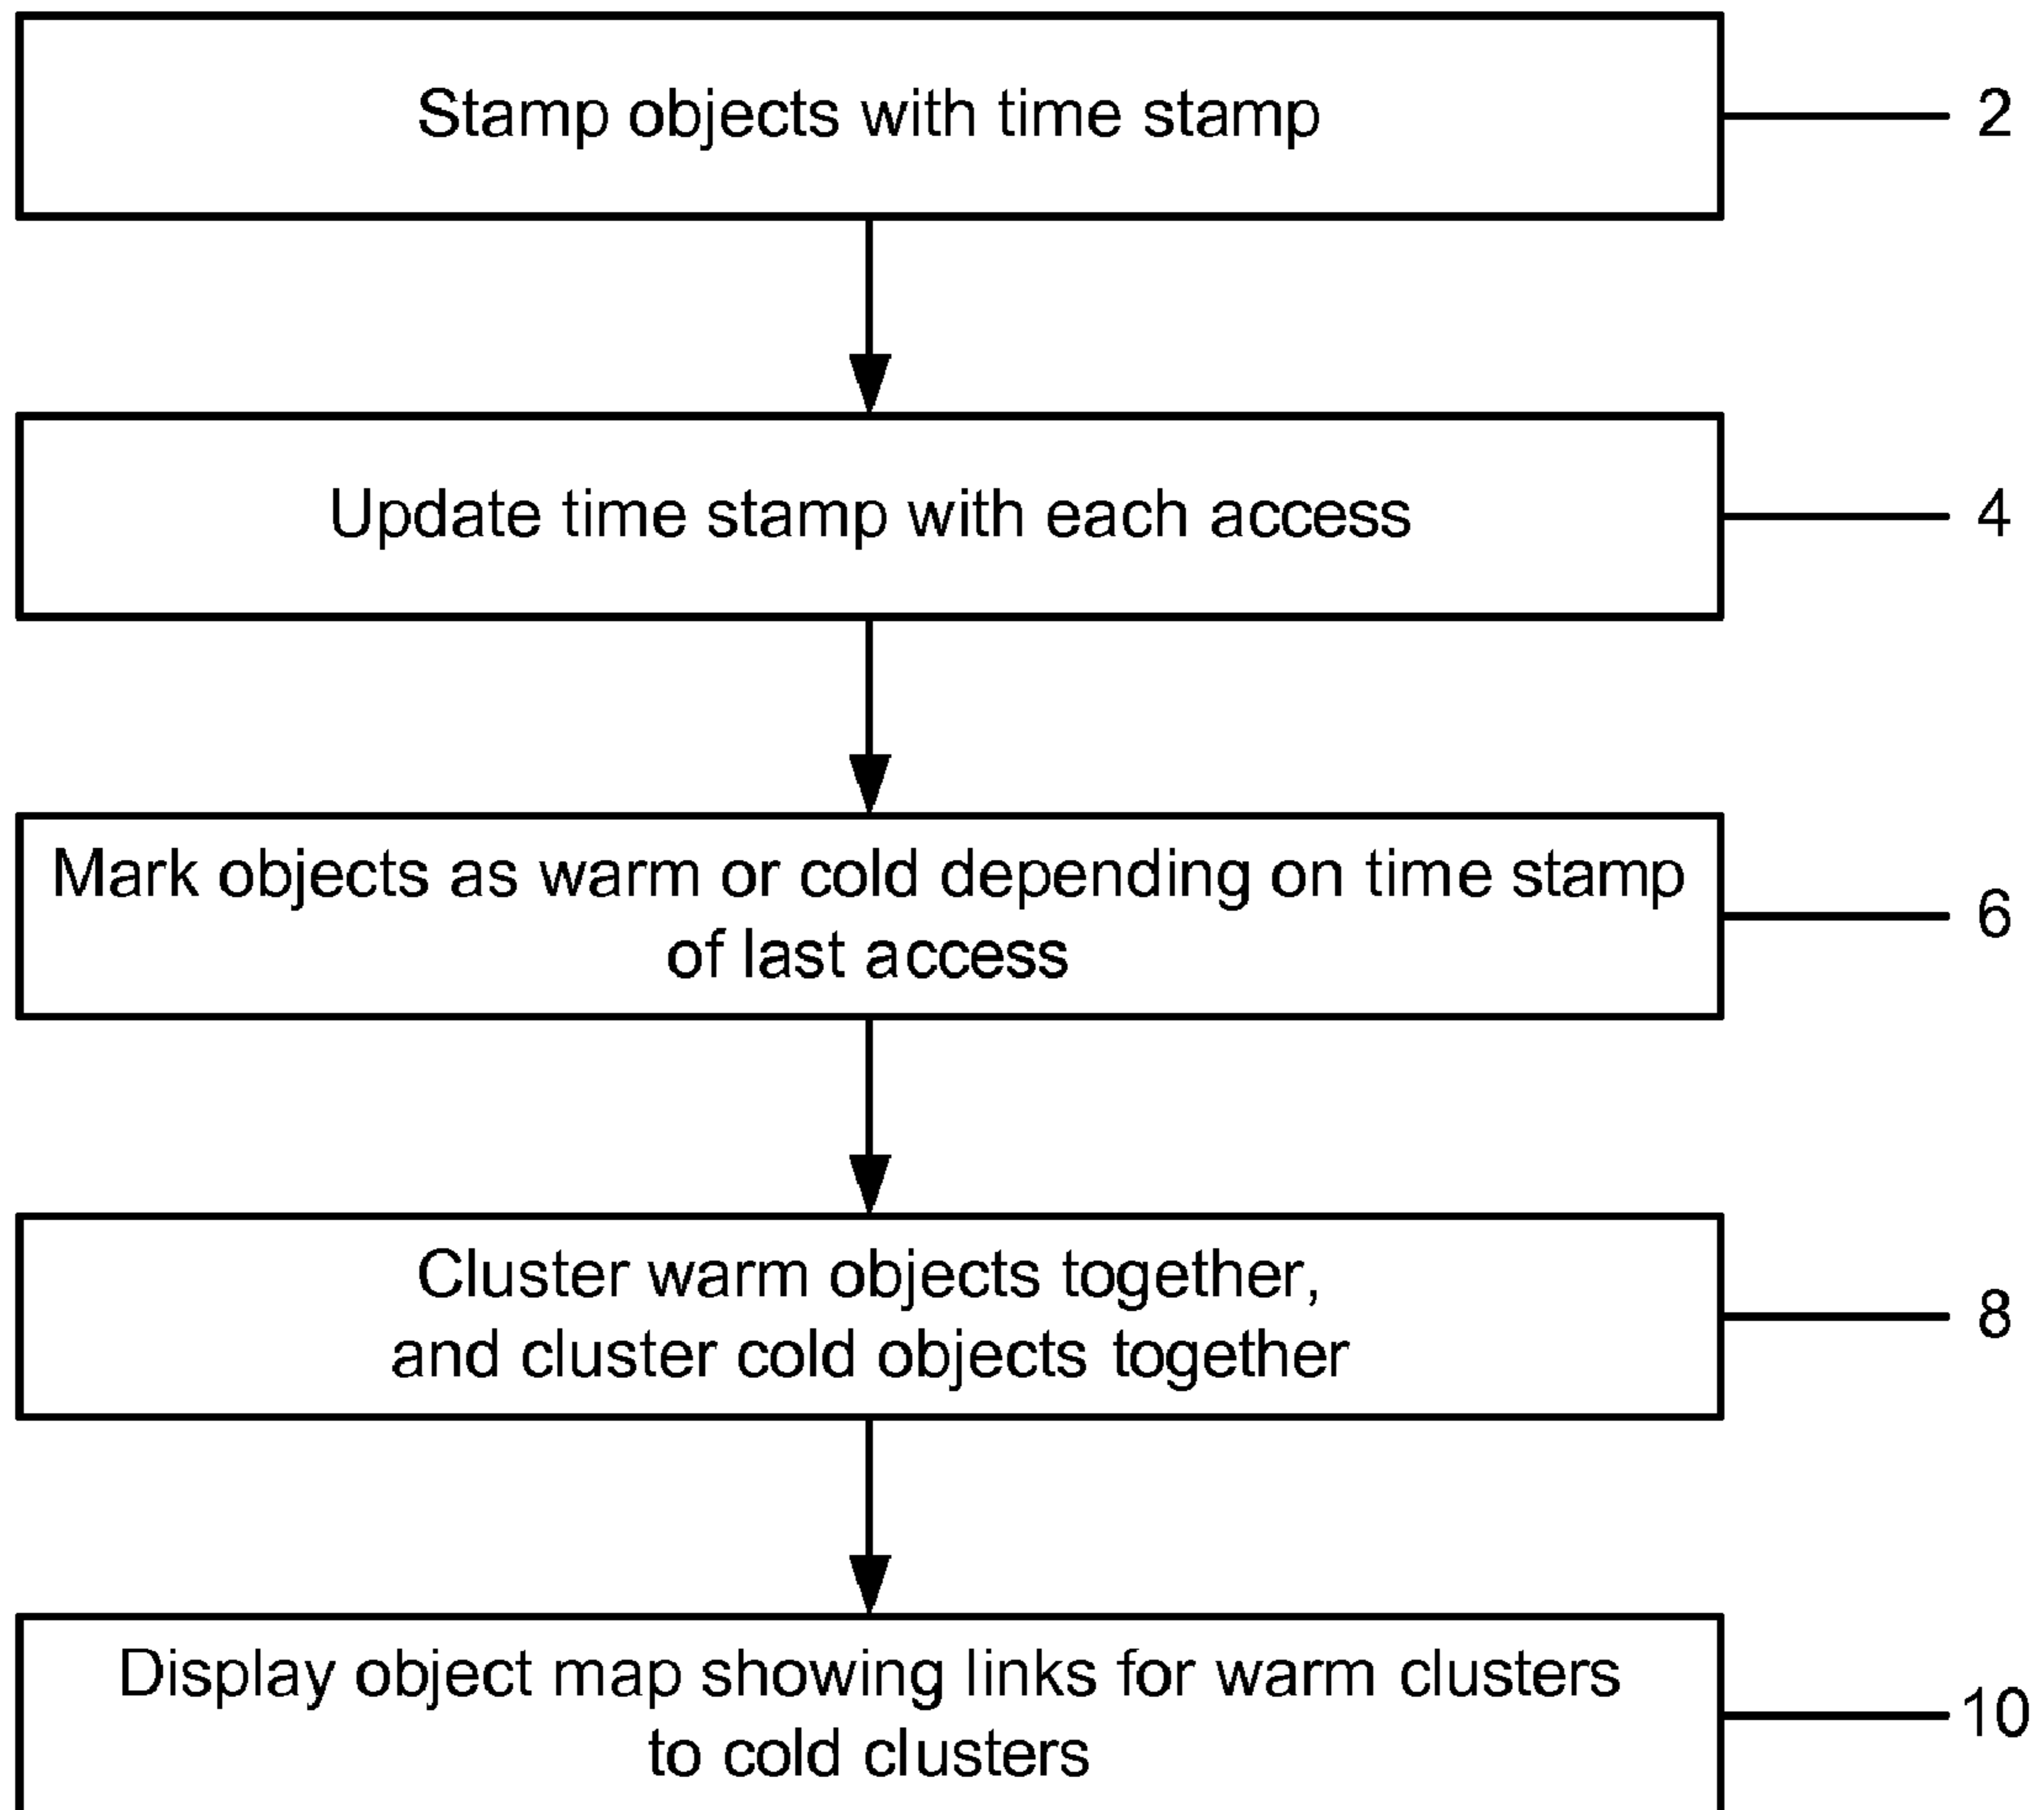 Stamp objects with time stamp
2
Update time stamp with each access
4
Mark objects as warm or cold depending on time stamp
of last access
6
Cluster warm objects together,
and cluster cold objects together
8
Display object map showing links for warm clusters
to cold clusters
10